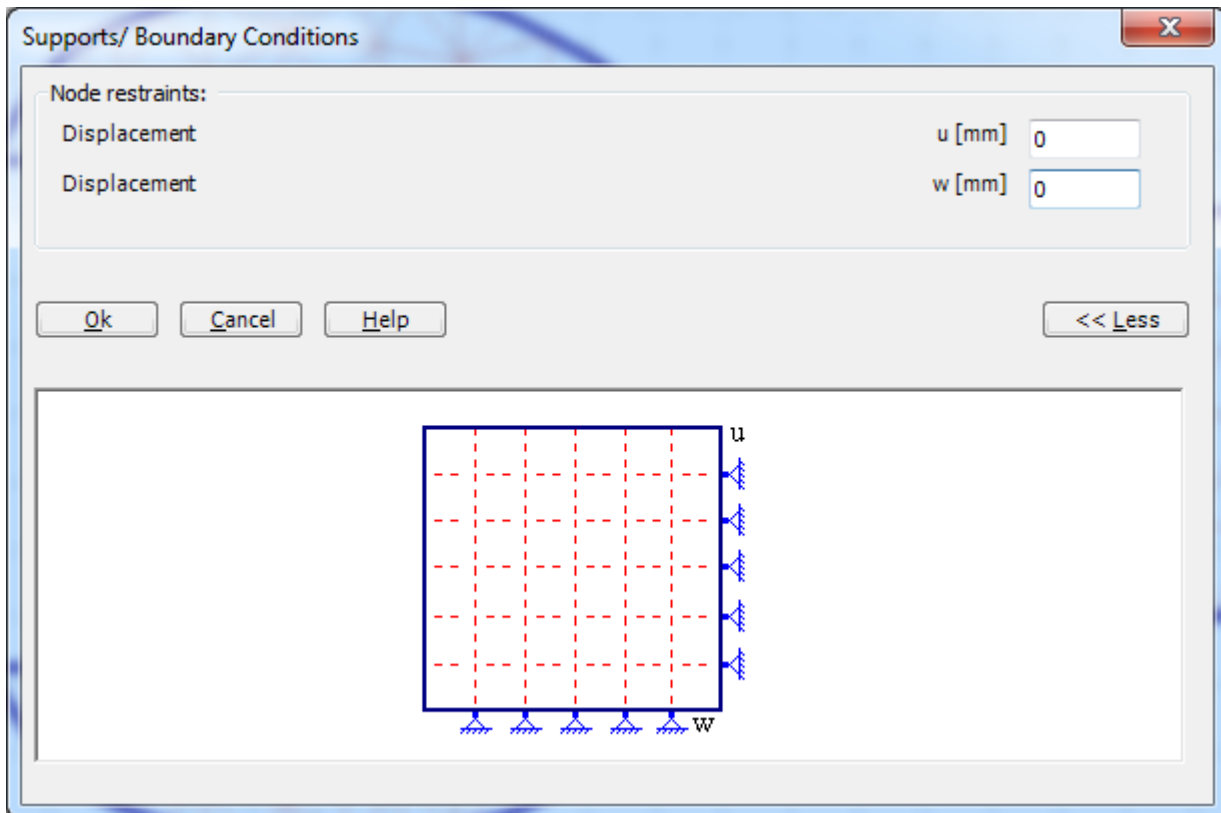 Supports/ Boundary Conditions
Node restraints:
Displacement u [mm] 0
Displacement w [mm] 0
Ok Cancel Help << Less
u
w